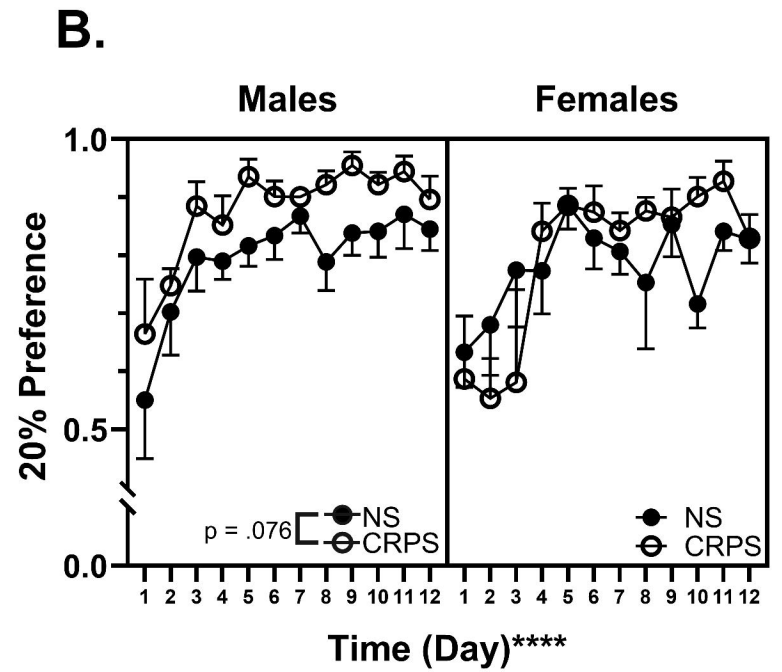 B.
Males Females
1.0
0.5
0.0
20% Preference
p = .076
NS
CRPS
NS
CRPS
1 2 3 4 5 6 7 8 9 10 11 12 1 2 3 4 5 6 7 8 9 10 11 12
Time (Day)****